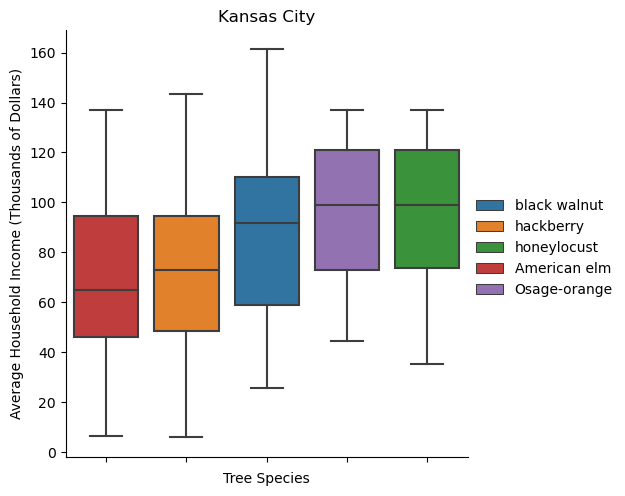 Kansas City
Average Household Income (Thousands of Dollars)
160
140
120
100
80
60
40
20
0
Tree Species
black walnut
hackberry
honeylocust
American elm
Osage-orange